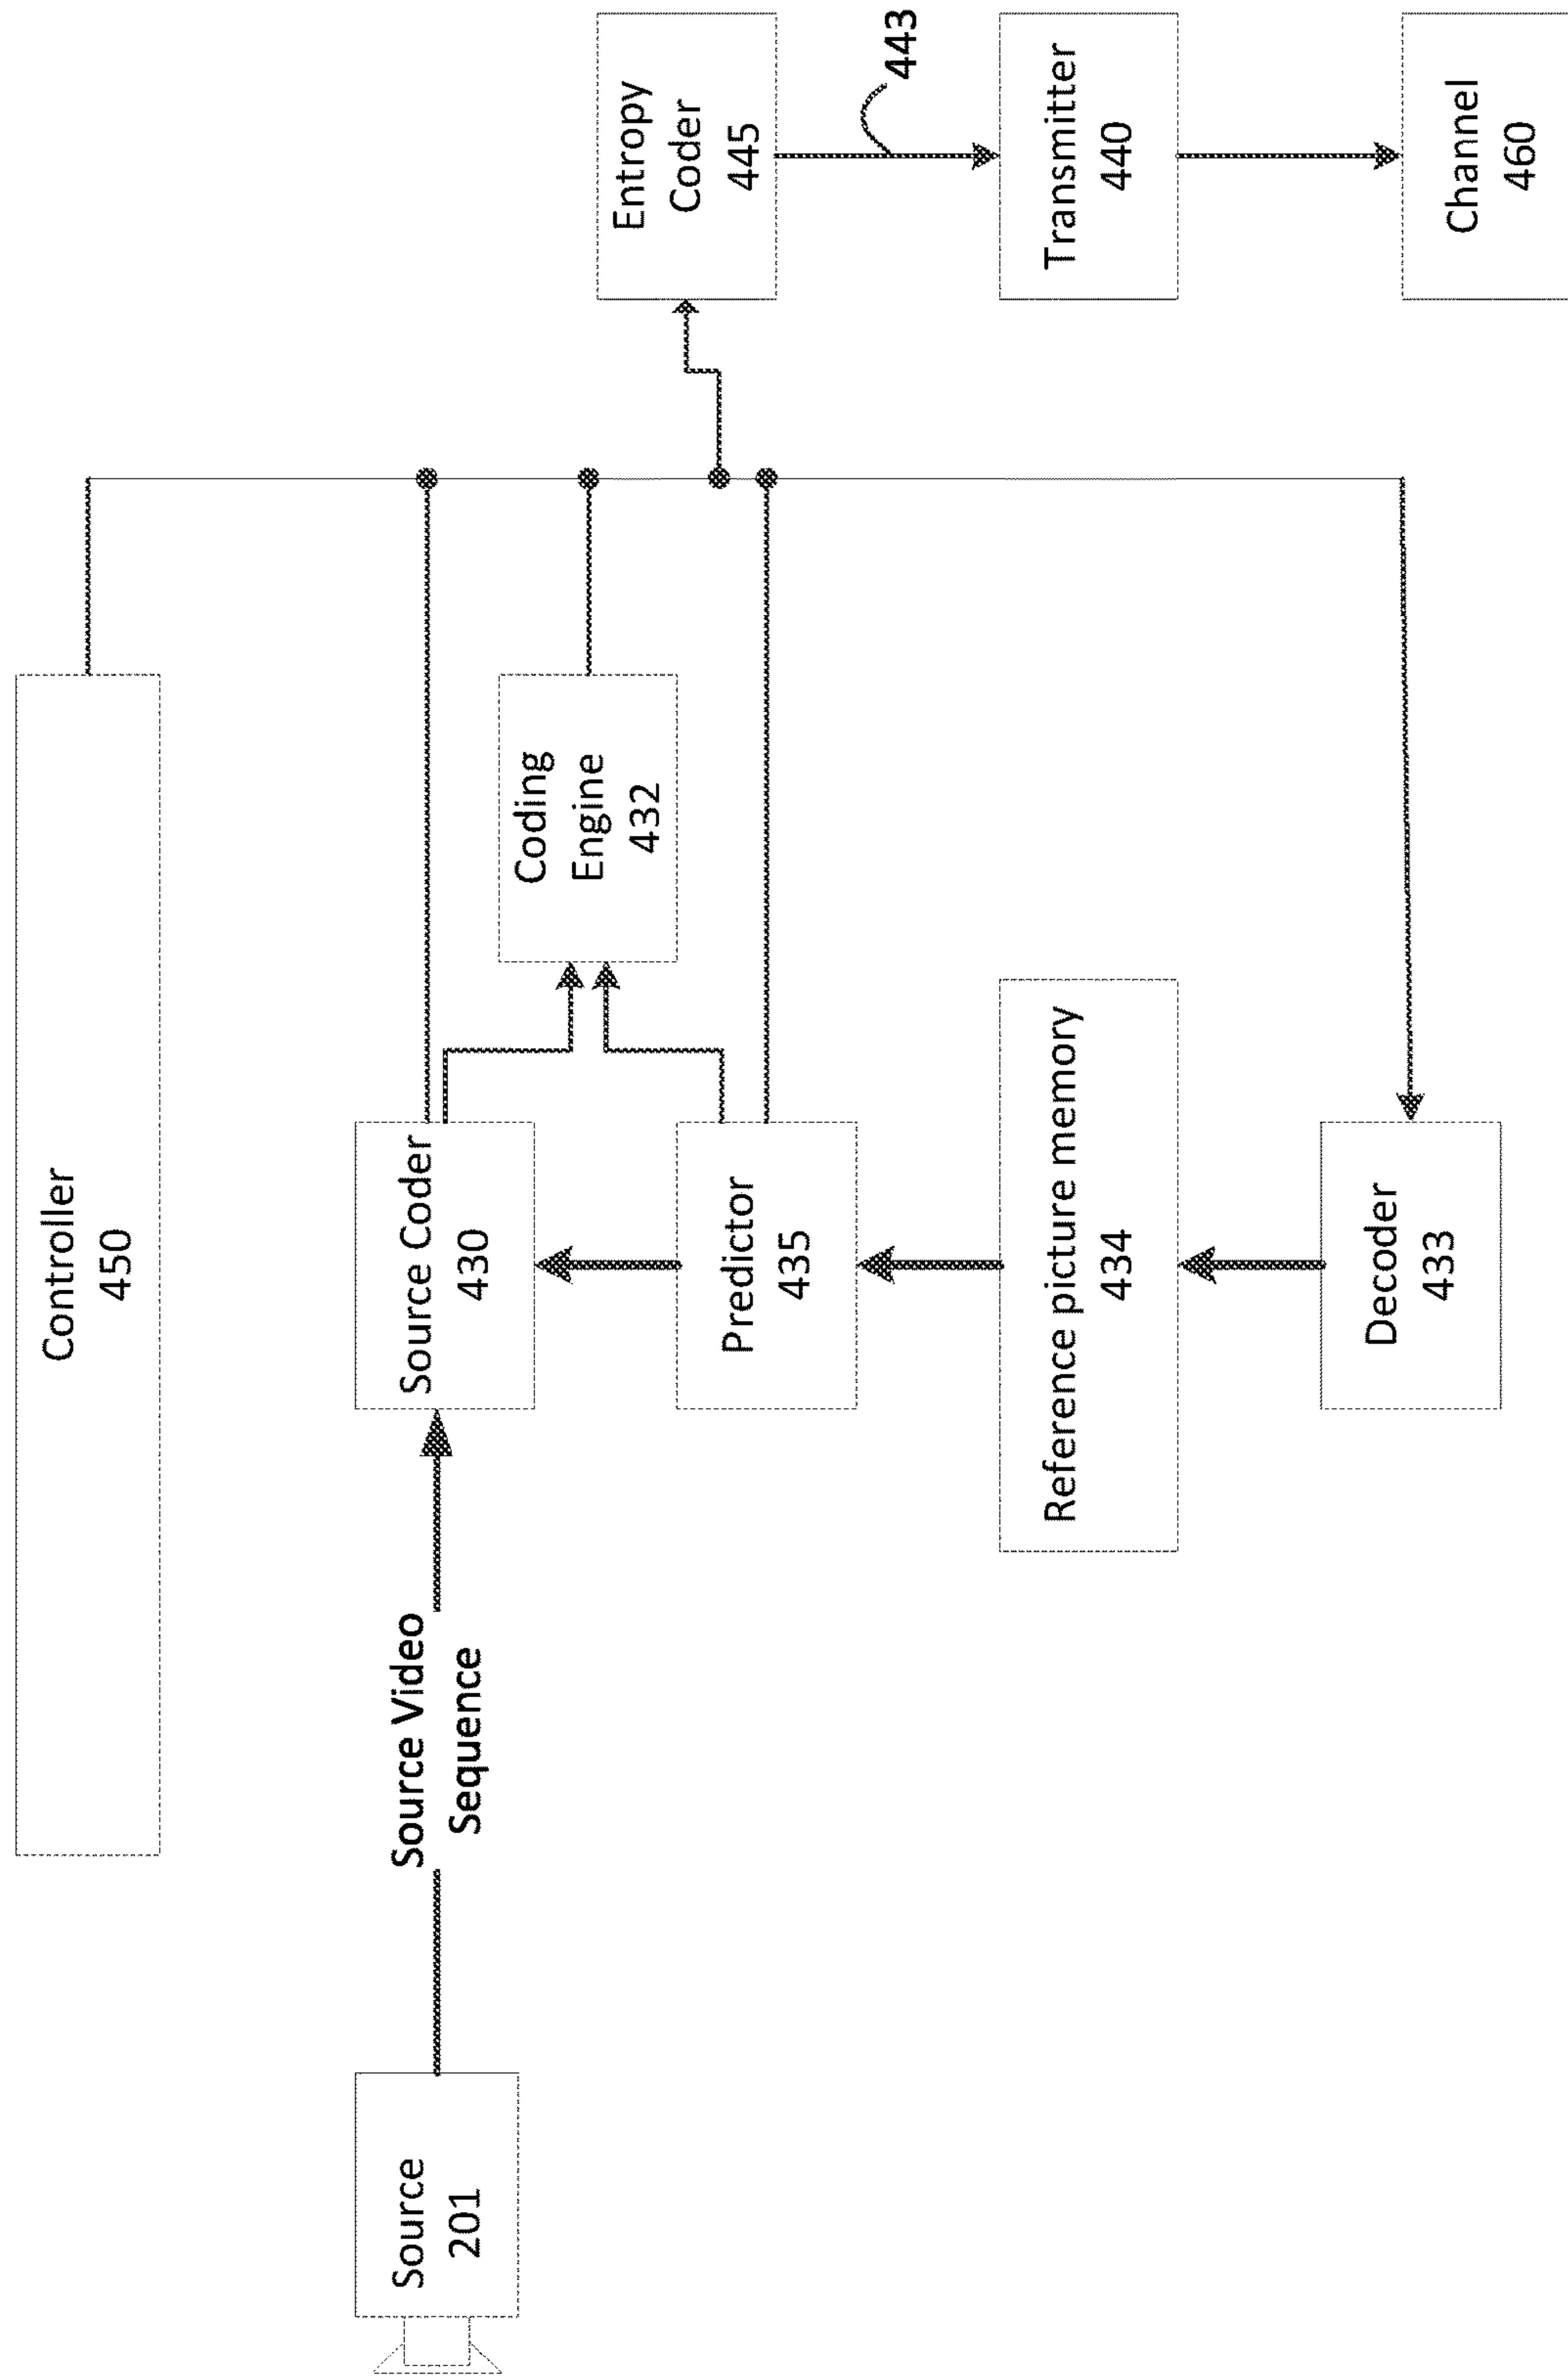 Controller
450
Source
201
Source Video
Sequence
Source Coder
430
Coding
Engine
432
Predictor
435
Reference picture memory
434
Decoder
433
Entropy
Coder
445
443
Transmitter
440
Channel
460